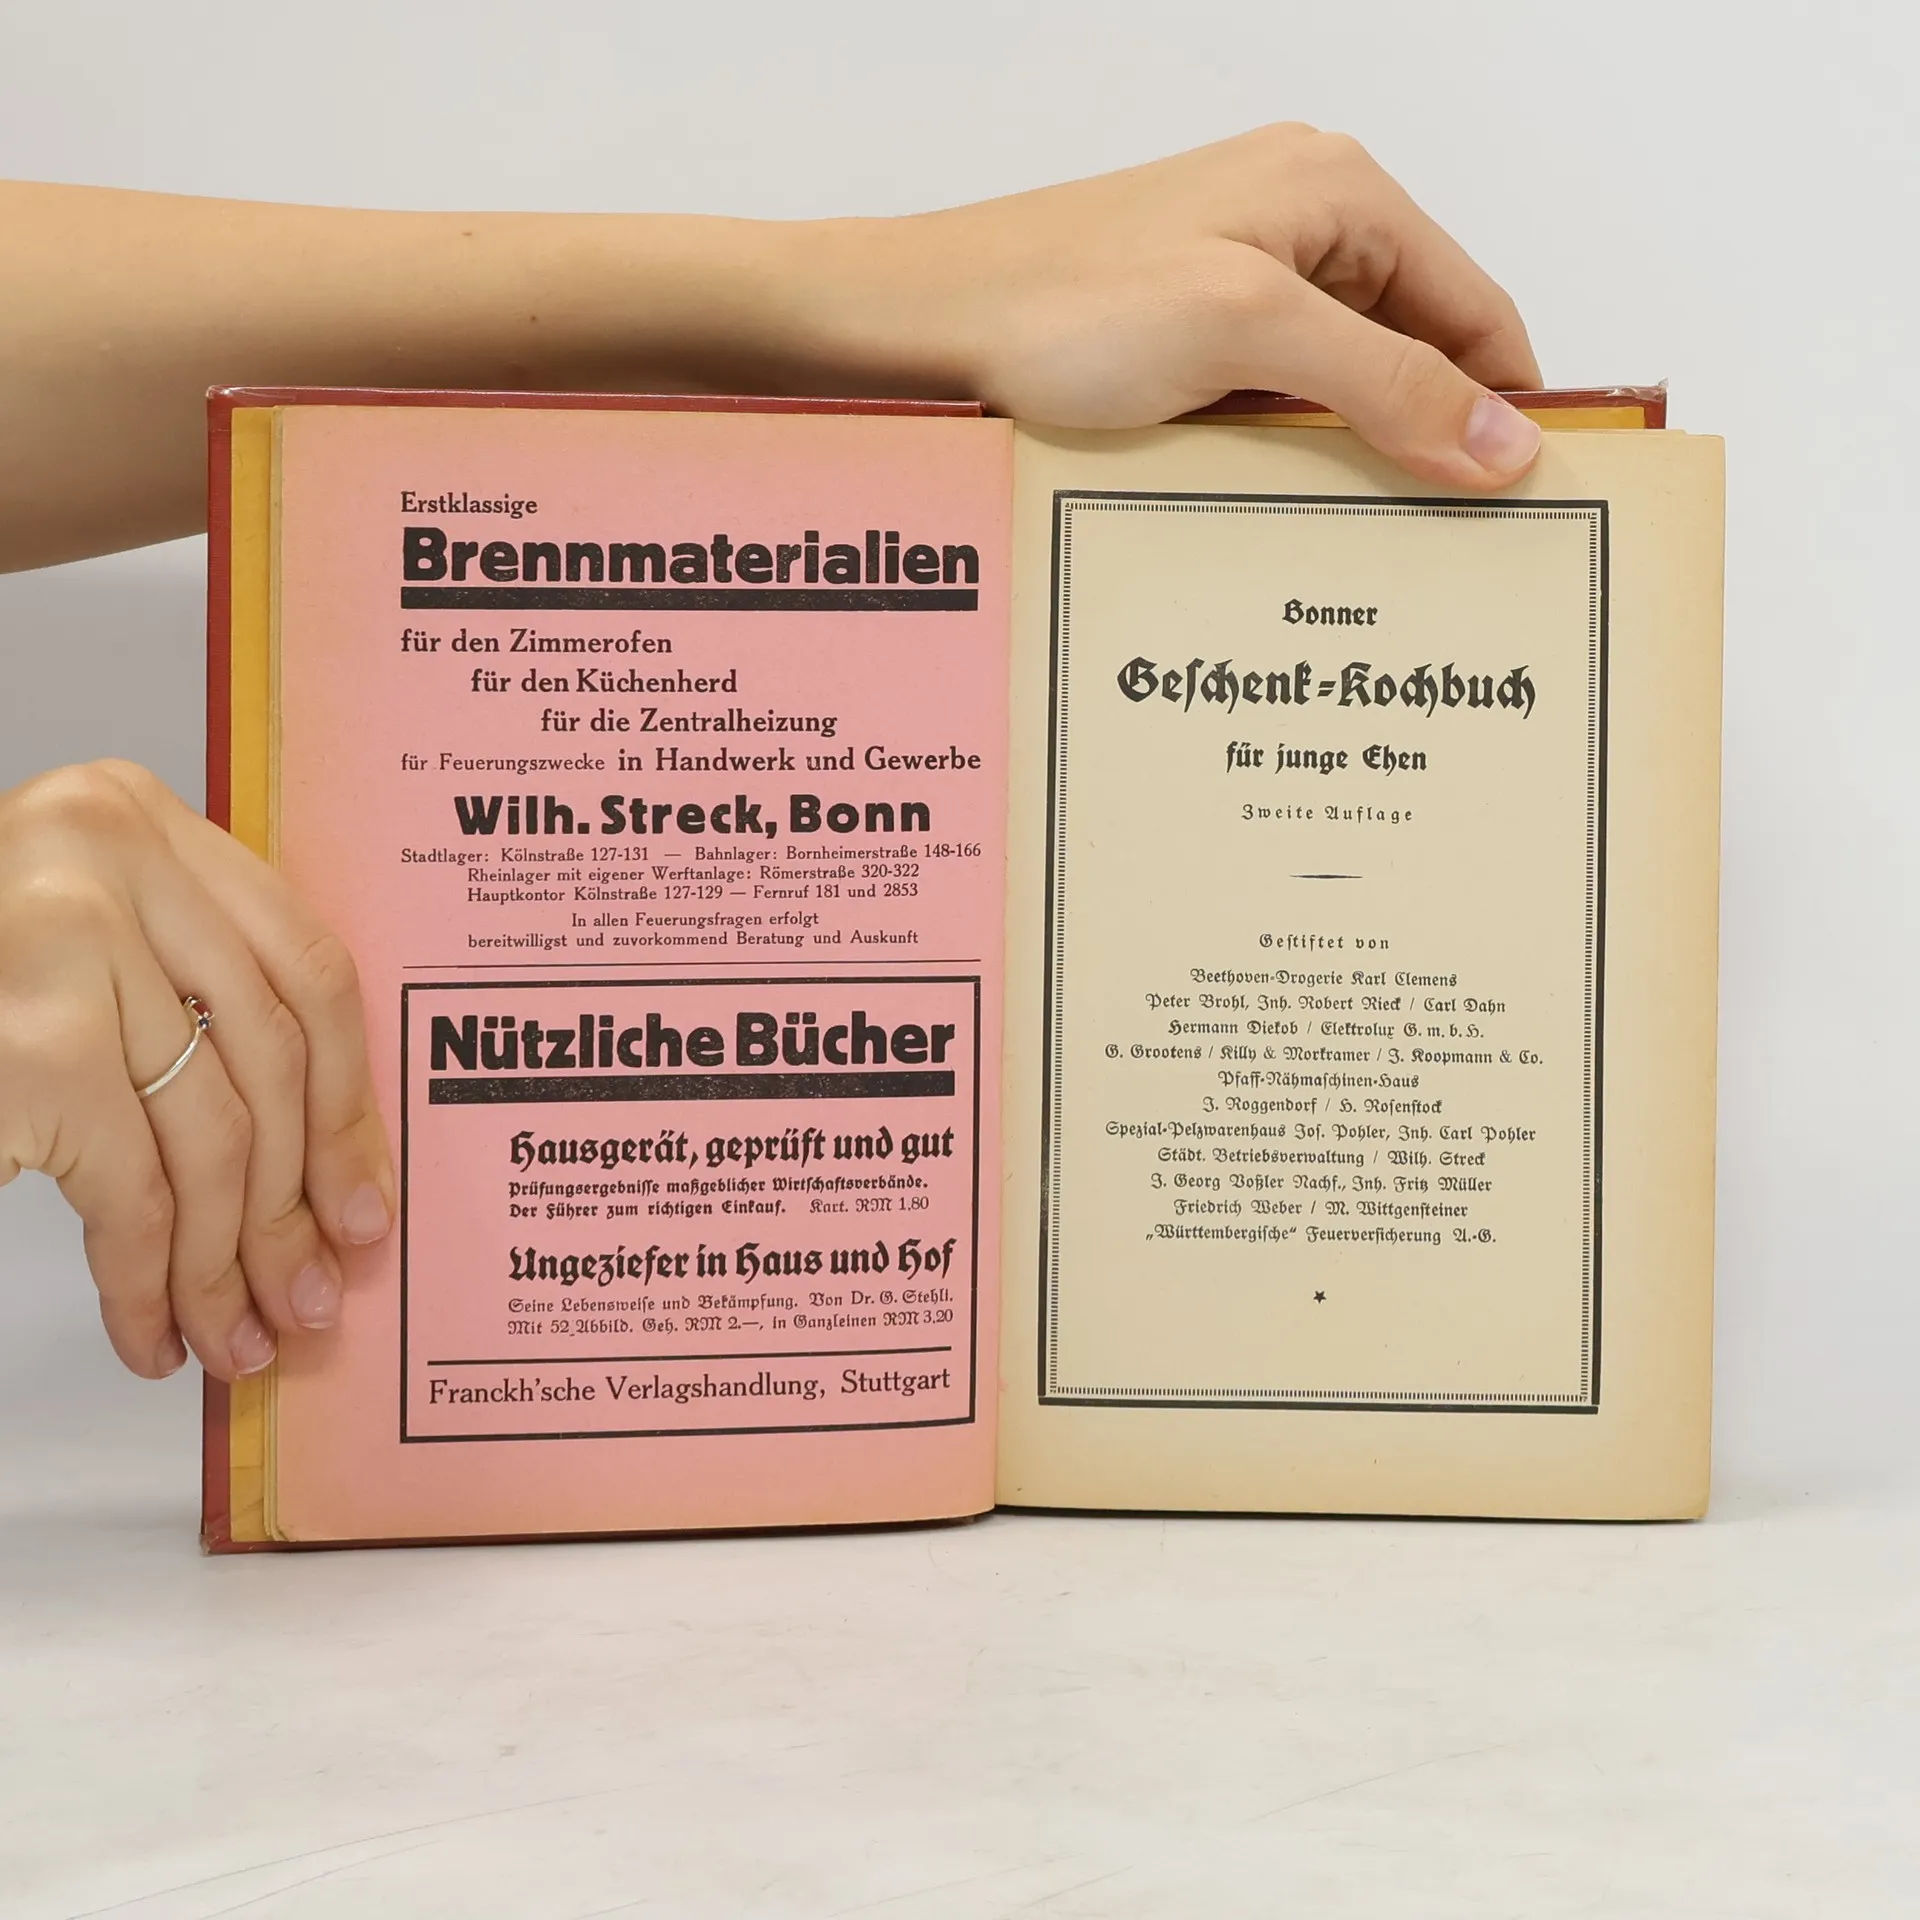 Erstklassige
Brennmaterialien
für den Zimmerofen
für den Küchenherd
für die Zentralheizung
für Feuerungszwecke in Handwerk und Gewerbe
Wilh. Streck, Bonn
Stadtlager: Kölnstraße 127-131 — Bahnlager: Bornheimerstraße 148-166
Rheinlager mit eigener Werftanlage: Römerstraße 320-322
Hauptkontor Kölnstraße 127-129 — Fernruf 181 und 2853
In allen Feuerungsfragen erfolgt
bereitwilligst und zuvorkommend Beratung und Auskunft
Nützliche Bücher
Hausgerät, geprüft und gut
Prüfungsergebnisse maßgeblicher Wirtschaftsverbände.
Der Führer zum richtigen Einkauf. Kart. RM 1.80
Ungeziefer in Haus und Hof
Seine Lebensweise und Bekämpfung. Von Dr. G. Stehli.
Mit 52 Abbild. Geh. RM 2.—, in Ganzleinen RM 3.20
Franckh'sche Verlagshandlung, Stuttgart
Bonner
Geſchenk-Kochbuch
für junge Ehen
Zweite Auflage
Geſtiftet von
Beethoven-Drogerie Karl Clemens
Peter Brohl, Inh. Robert Rieck / Carl Dahn
Hermann Diekob / Elektrolux G. m. b. H.
G. Grootens / Killy & Morkramer / J. Koopmann & Co.
Pfaff-Nähmaſchinen-Haus
J. Roggendorf / H. Roſenſtock
Spezial-Pelzwarenhaus Joſ. Pohler, Inh. Carl Pohler
Städt. Betriebsverwaltung / Wilh. Streck
J. Georg Voßler Nachf., Inh. Fritz Müller
Friedrich Weber / M. Wittgenſteiner
„Württembergiſche“ Feuerverſicherung A.-G.